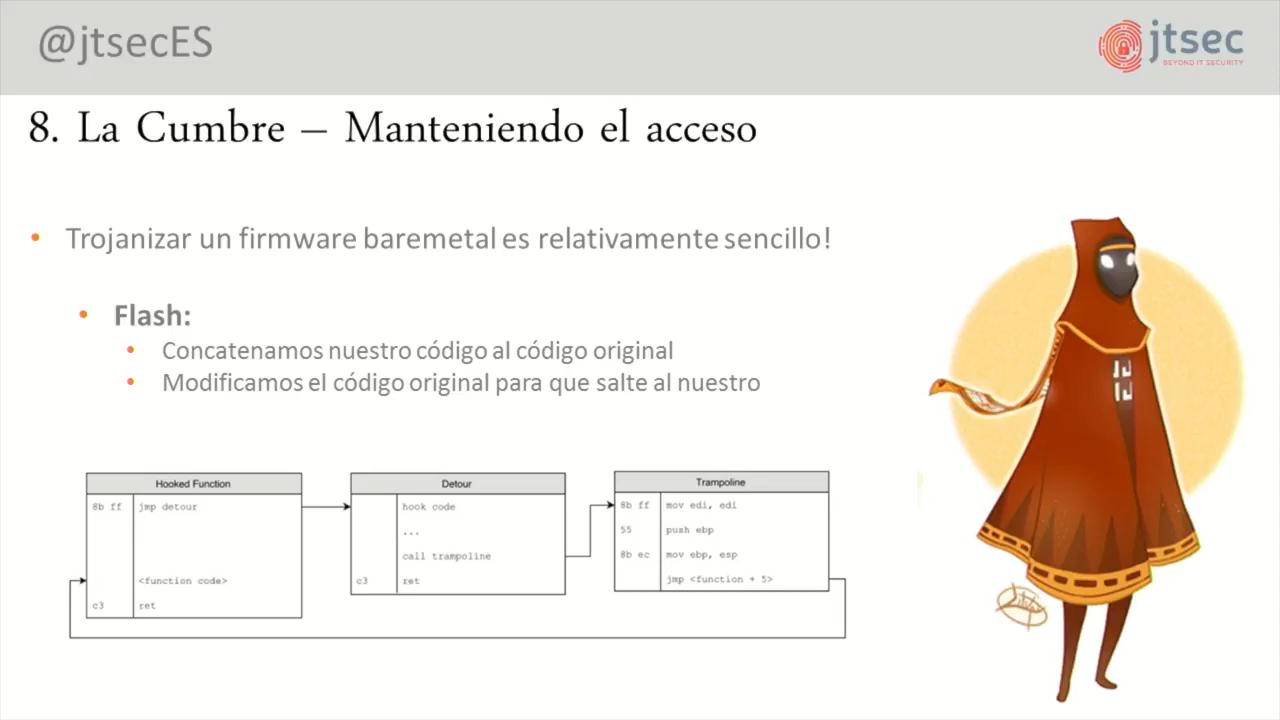 @jtsecES
jtsec
BEYOND IT SECURITY
8. La Cumbre – Manteniendo el acceso
• Trojanizar un firmware baremetal es relativamente sencillo!
• Flash:
• Concatenamos nuestro código al código original
• Modificamos el código original para que salte al nuestro
Hooked Function
8b ff jmp detour
<function code>
c3 ret
Detour
hook code
...
call trampoline
c3 ret
Trampoline
8b ff mov edi, edi
55 push ebp
8b ec mov ebp, esp
jmp <function + 5>